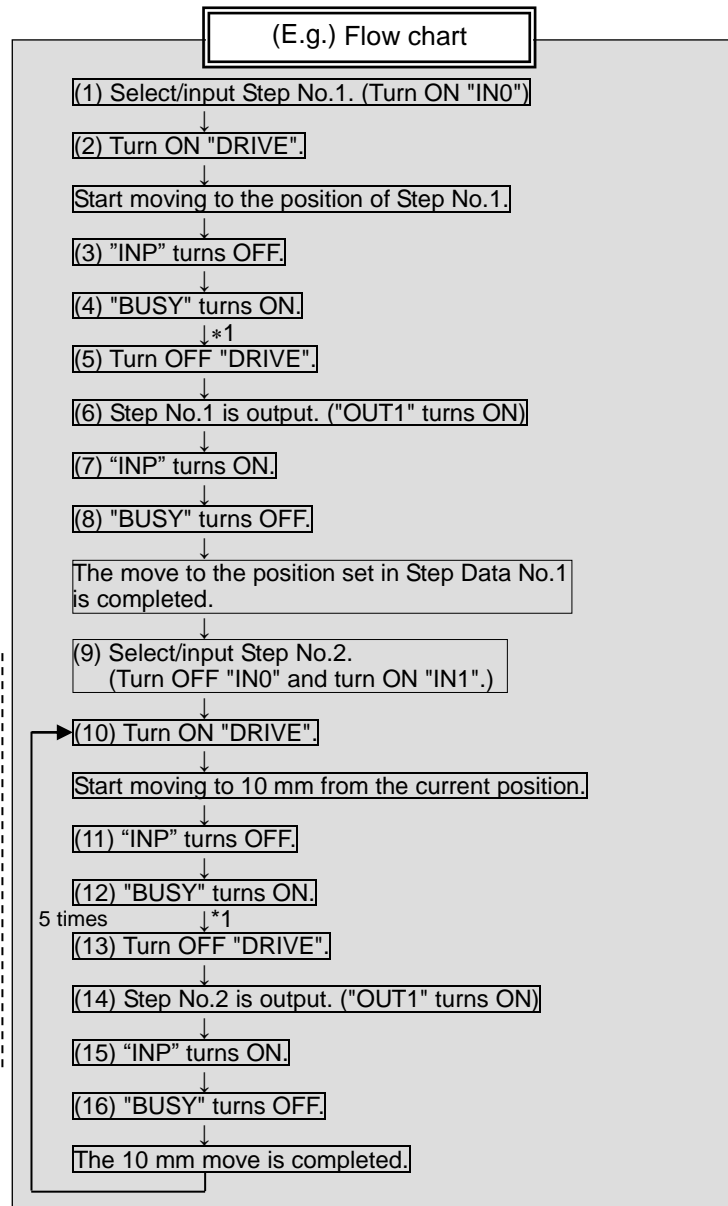 (E.g.) Flow chart
(1) Select/input Step No.1. (Turn ON "IN0")
↓
(2) Turn ON "DRIVE".
↓
Start moving to the position of Step No.1.
↓
(3) ”INP” turns OFF.
↓
(4) "BUSY" turns ON.
↓*1
(5) Turn OFF "DRIVE".
↓
(6) Step No.1 is output. ("OUT1" turns ON)
↓
(7) “INP” turns ON.
↓
(8) "BUSY" turns OFF.
↓
The move to the position set in Step Data No.1
is completed.
↓
(9) Select/input Step No.2.
(Turn OFF "IN0" and turn ON "IN1".)
↓
(10) Turn ON "DRIVE".
↓
Start moving to 10 mm from the current position.
↓
(11) “INP” turns OFF.
↓
(12) "BUSY" turns ON.
5 times ↓*1
(13) Turn OFF "DRIVE".
↓
(14) Step No.2 is output. ("OUT1" turns ON)
↓
(15) “INP” turns ON.
↓
(16) "BUSY" turns OFF.
↓
The 10 mm move is completed.